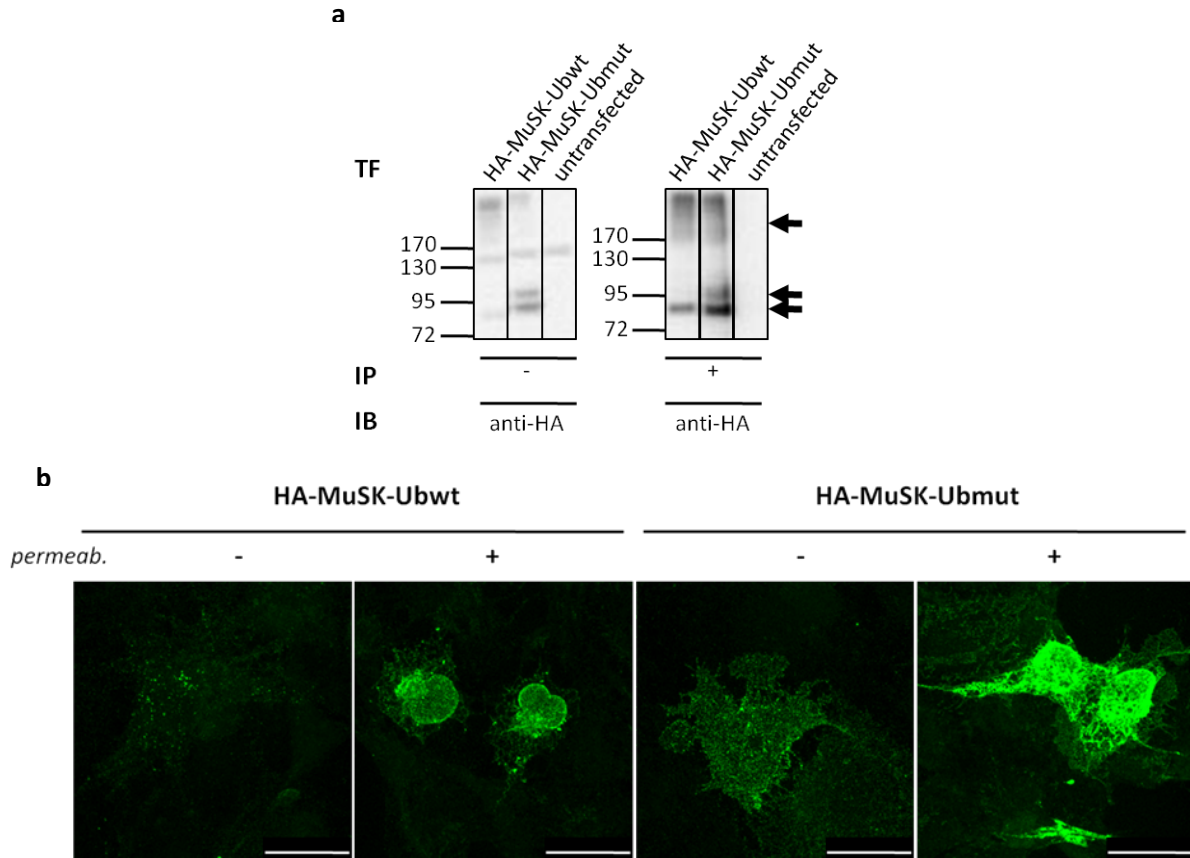 a
TF
HA-MuSK-Ubwt
HA-MuSK-Ubmut
untransfected
HA-MuSK-Ubwt
HA-MuSK-Ubmut
untransfected
170
130
95
72
170
130
95
72
IP - +
IB anti-HA anti-HA
b
HA-MuSK-Ubwt HA-MuSK-Ubmut
permeab. - + - +